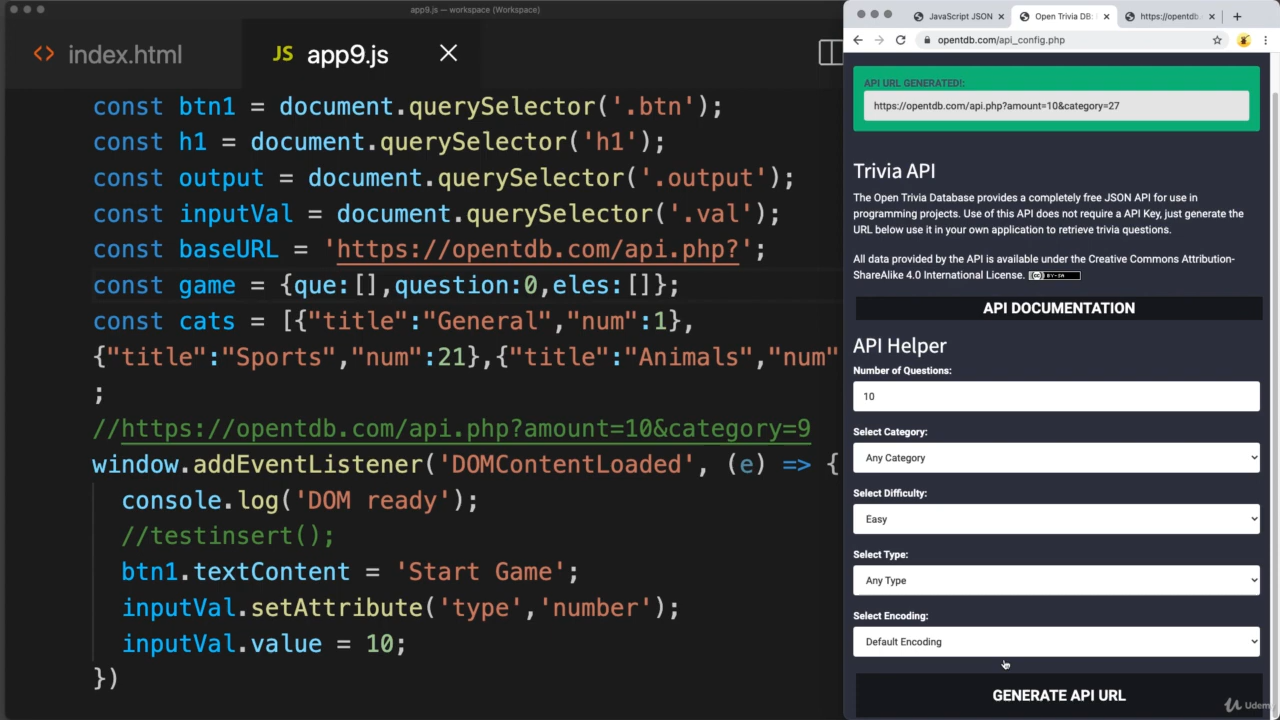 app9.js — workspace (Workspace)
<> index.html
JS app9.js
const btn1 = document.querySelector('.btn');
const h1 = document.querySelector('h1');
const output = document.querySelector('.output');
const inputVal = document.querySelector('.val');
const baseURL = 'https://opentdb.com/api.php?';
const game = {que:[],question:0,eles:[]};
const cats = [{"title":"General","num":1},
{"title":"Sports","num":21},{"title":"Animals","num"
;
//https://opentdb.com/api.php?amount=10&category=9
window.addEventListener('DOMContentLoaded', (e) => {
console.log('DOM ready');
//testinsert();
btn1.textContent = 'Start Game';
inputVal.setAttribute('type','number');
inputVal.value = 10;
})
JavaScript JSON
Open Trivia DB:
https://opentdb.
opentdb.com/api_config.php
API URL GENERATED!:
https://opentdb.com/api.php?amount=10&category=27
Trivia API
The Open Trivia Database provides a completely free JSON API for use in
programming projects. Use of this API does not require a API Key, just generate the
URL below use it in your own application to retrieve trivia questions.
All data provided by the API is available under the Creative Commons Attribution-
ShareAlike 4.0 International License. (cc) BY-SA
API DOCUMENTATION
API Helper
Number of Questions:
10
Select Category:
Any Category
Select Difficulty:
Easy
Select Type:
Any Type
Select Encoding:
Default Encoding
GENERATE API URL
Udemy